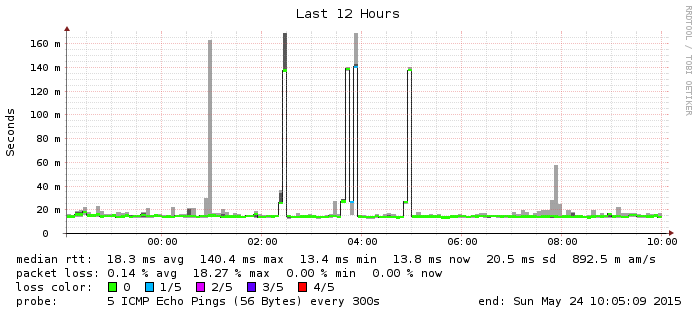 Last 12 Hours
RRDTOOL / TOBI OETIKER
Seconds
160 m
140 m
120 m
100 m
80 m
60 m
40 m
20 m
0
00:00 02:00 04:00 06:00 08:00 10:00
median rtt: 18.3 ms avg 140.4 ms max 13.4 ms min 13.8 ms now 20.5 ms sd 892.5 m am/s
packet loss: 0.14 % avg 18.27 % max 0.00 % min 0.00 % now
loss color: 0 1/5 2/5 3/5 4/5
probe: 5 ICMP Echo Pings (56 Bytes) every 300s end: Sun May 24 10:05:09 2015